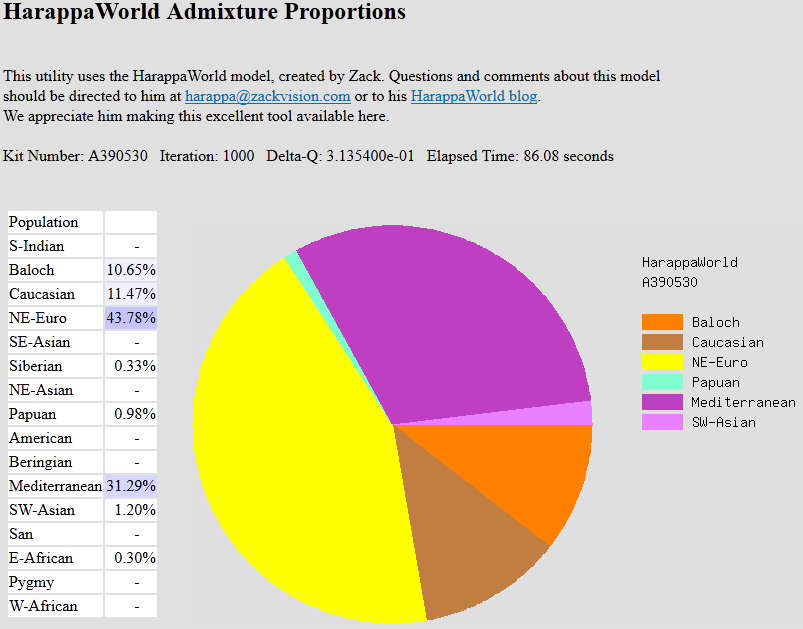 HarappaWorld Admixture Proportions
This utility uses the HarappaWorld model, created by Zack. Questions and comments about this model
should be directed to him at harappa@zackvision.com or to his HarappaWorld blog.
We appreciate him making this excellent tool available here.
Kit Number: A390530 Iteration: 1000 Delta-Q: 3.135400e-01 Elapsed Time: 86.08 seconds
Population
S-Indian -
Baloch 10.65%
Caucasian 11.47%
NE-Euro 43.78%
SE-Asian -
Siberian 0.33%
NE-Asian -
Papuan 0.98%
American -
Beringian -
Mediterranean 31.29%
SW-Asian 1.20%
San -
E-African 0.30%
Pygmy -
W-African -
HarappaWorld
A390530
Baloch
Caucasian
NE-Euro
Papuan
Mediterranean
SW-Asian